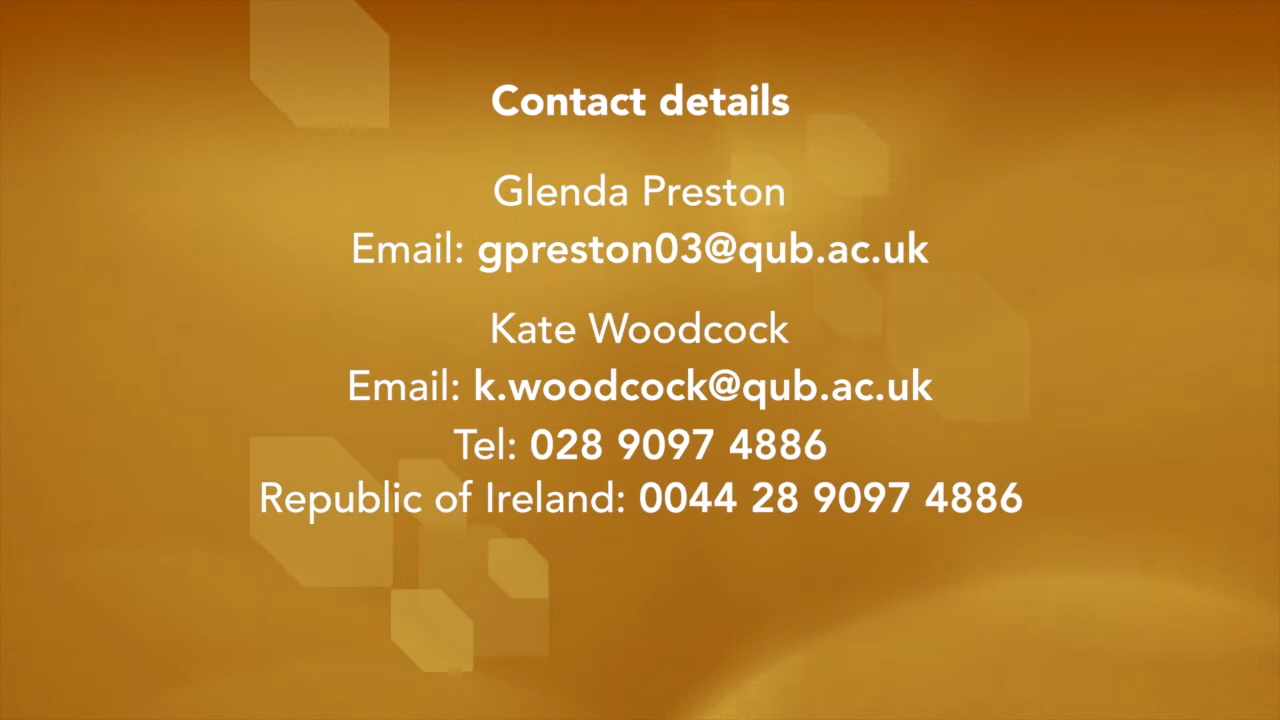 Contact details
Glenda Preston
Email: gpreston03@qub.ac.uk
Kate Woodcock
Email: k.woodcock@qub.ac.uk
Tel: 028 9097 4886
Republic of Ireland: 0044 28 9097 4886